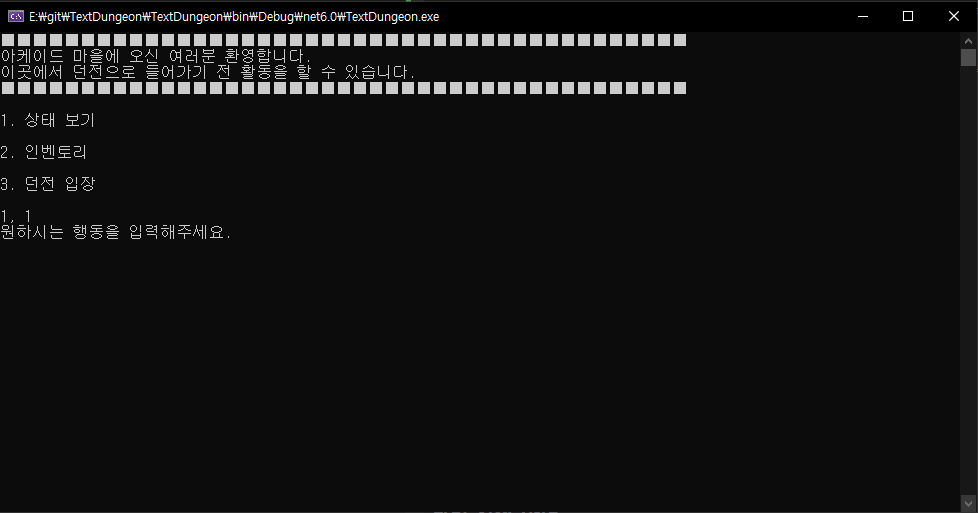 E:₩git₩TextDungeon₩TextDungeon₩bin₩Debug₩net6.0₩TextDungeon.exe
■■■■■■■■■■■■■■■■■■■■■■■■■■■■■■■■■■■■■■■■■■■
아케이드 마을에 오신 여러분 환영합니다.
이곳에서 던전으로 들어가기 전 활동을 할 수 있습니다.
■■■■■■■■■■■■■■■■■■■■■■■■■■■■■■■■■■■■■■■■■■■
1. 상태 보기
2. 인벤토리
3. 던전 입장
1, 1
원하시는 행동을 입력해주세요.